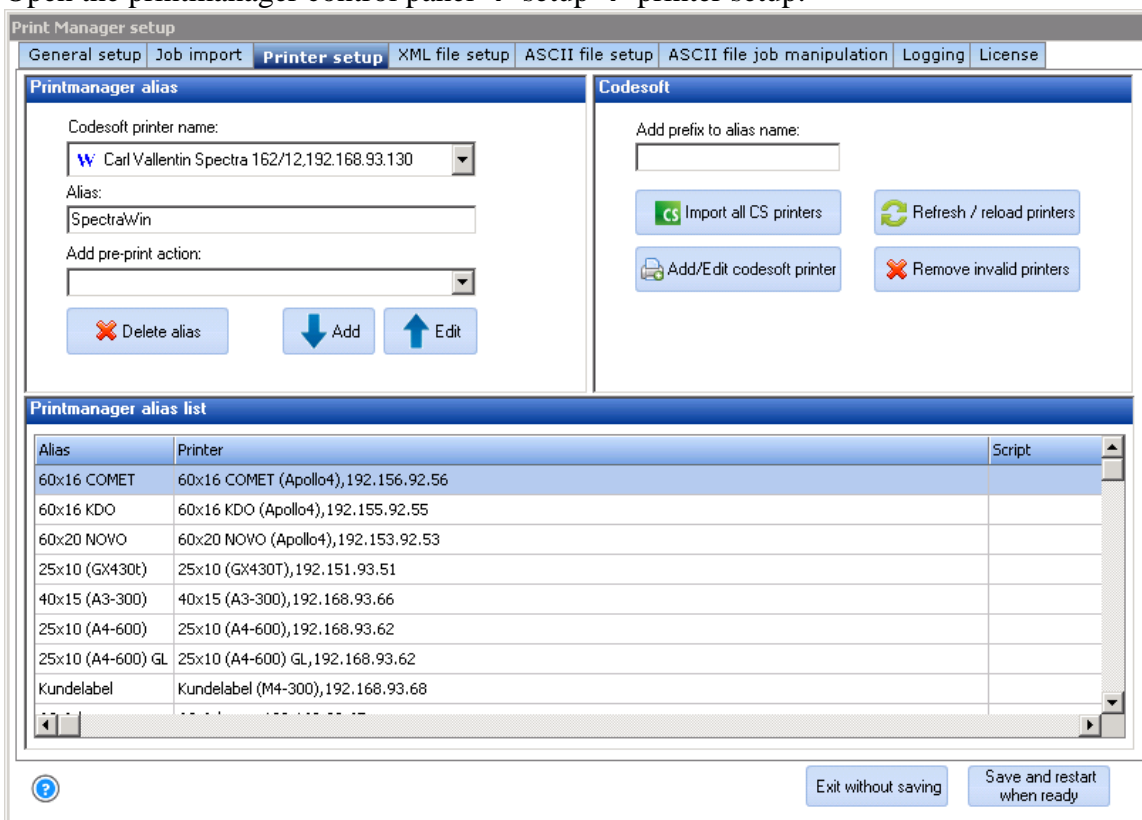 Open the printmanager control panel → setup → printer setup.
Print Manager setup
General setup Job import Printer setup XML file setup ASCII file setup ASCII file job manipulation Logging License
Printmanager alias
Codesoft printer name:
Carl Vallentin Spectra 162/12,192.168.93.130
Alias:
SpectraWin
Add pre-print action:
Delete alias Add Edit
Codesoft
Add prefix to alias name:
CS Import all CS printers Refresh / reload printers
Add/Edit codesoft printer Remove invalid printers
Printmanager alias list
Alias Printer Script
60x16 COMET 60x16 COMET (Apollo4),192.156.92.56
60x16 KDO 60x16 KDO (Apollo4),192.155.92.55
60x20 NOVO 60x20 NOVO (Apollo4),192.153.92.53
25x10 (GX430t) 25x10 (GX430T),192.151.93.51
40x15 (A3-300) 40x15 (A3-300),192.168.93.66
25x10 (A4-600) 25x10 (A4-600),192.168.93.62
25x10 (A4-600) GL 25x10 (A4-600) GL,192.168.93.62
Kundelabel Kundelabel (M4-300),192.168.93.68
? Exit without saving Save and restart
when ready